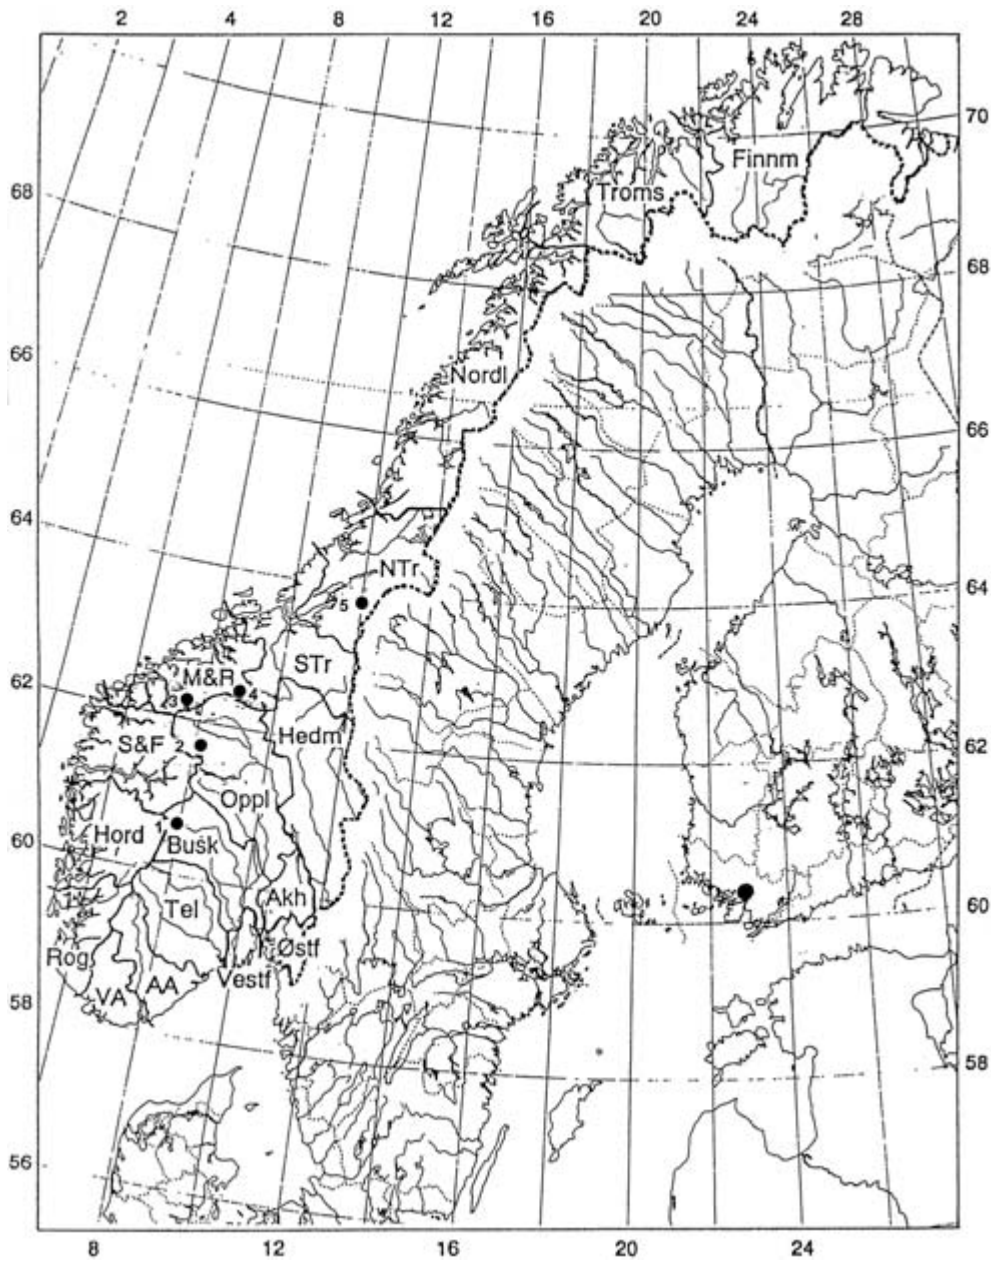 2 4 8 12 16 20 24 28
70
Finnm
Troms
68
68
66
Nordl
66
64
NTr
64
5
STr
M&R
4
62
3
Hedm
S&F
2
62
Oppl
Hord
1
Busk
60
Akh
Tel
60
Rog
Østf
Vestf
AA
VA
58
58
56
8 12 16 20 24